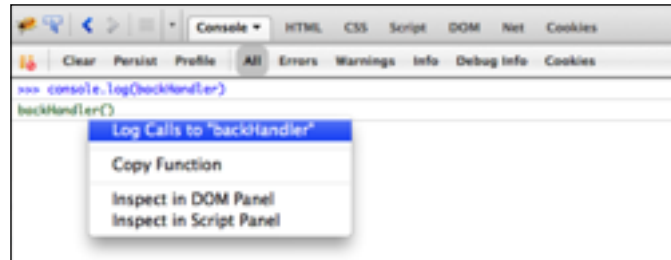 Console HTML CSS Script DOM Net Cookies
Clear Persist Profile All Errors Warnings Info Debug Info Cookies
>>> console.log(backHandler)
backHandler()
Log Calls to "backHandler"
Copy Function
Inspect in DOM Panel
Inspect in Script Panel